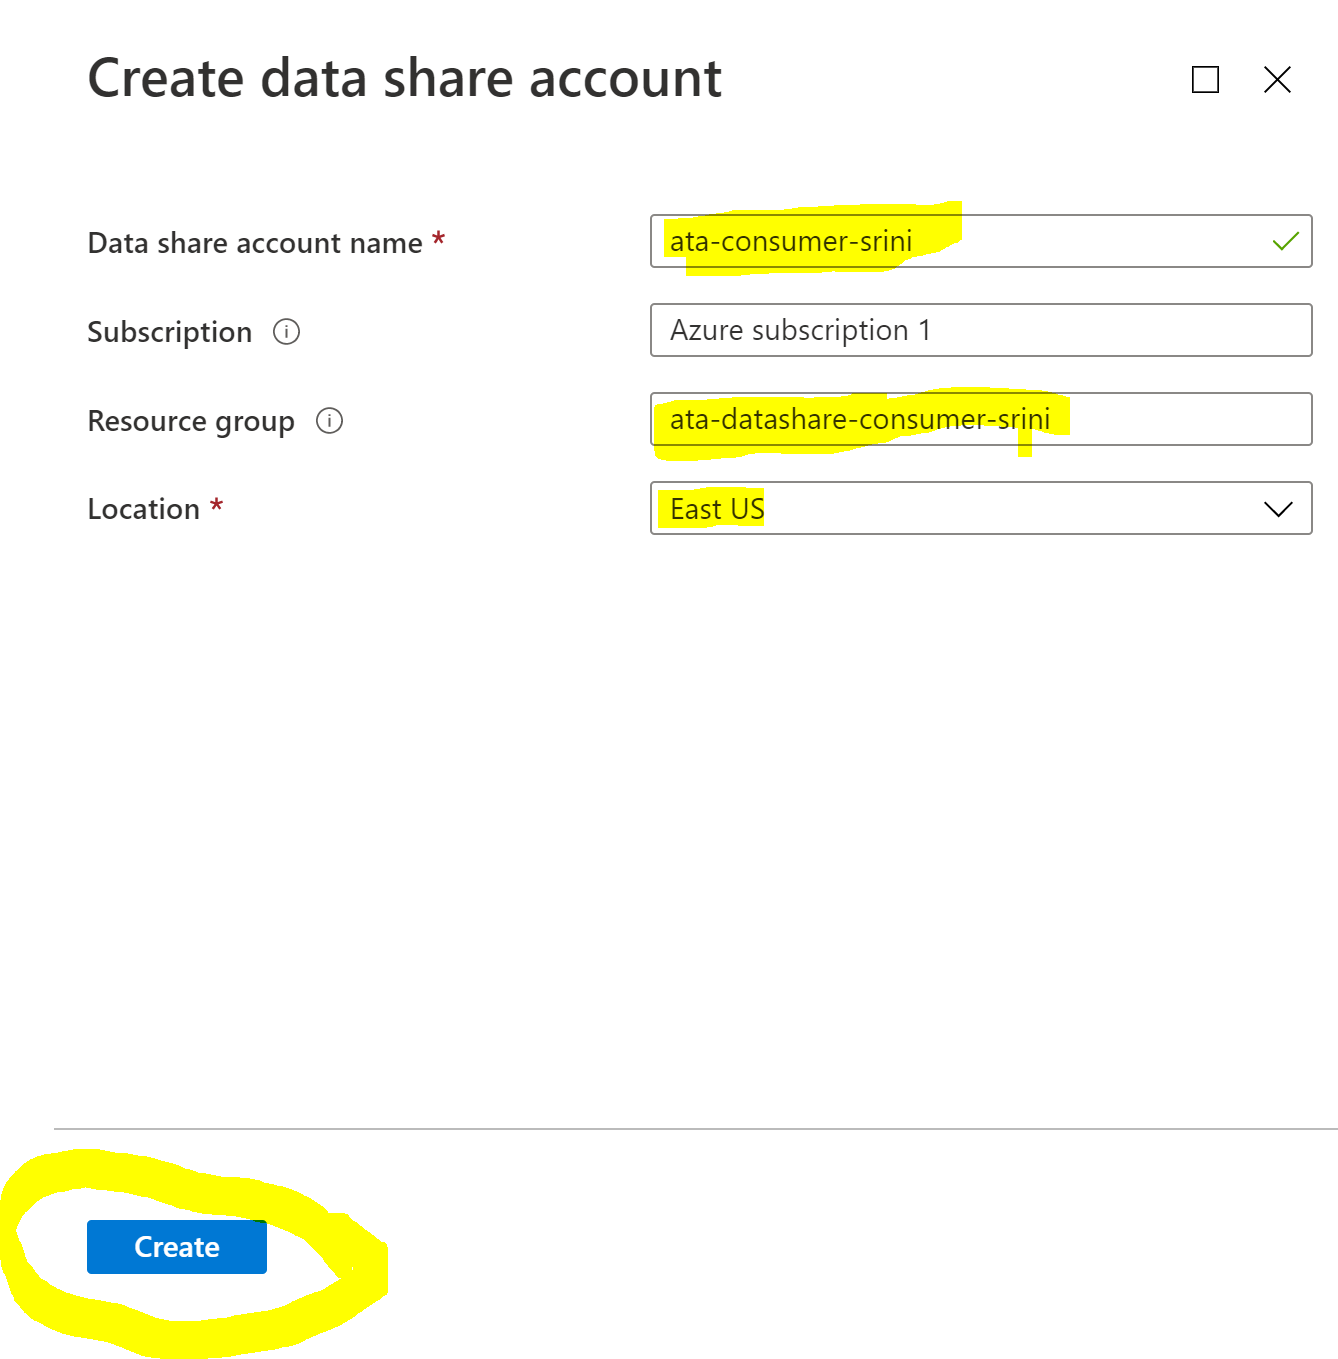 Create data share account
Data share account name * ata-consumer-srini
Subscription Azure subscription 1
Resource group ata-datashare-consumer-srini
Location * East US
Create